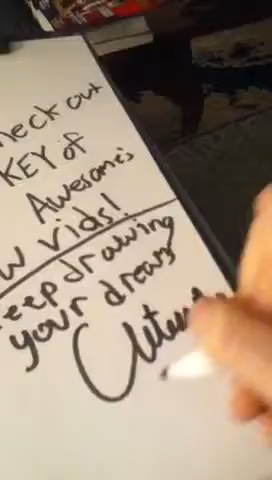 heck out
KEY of
Awesome's
w vids!
eep drawing
your dreams